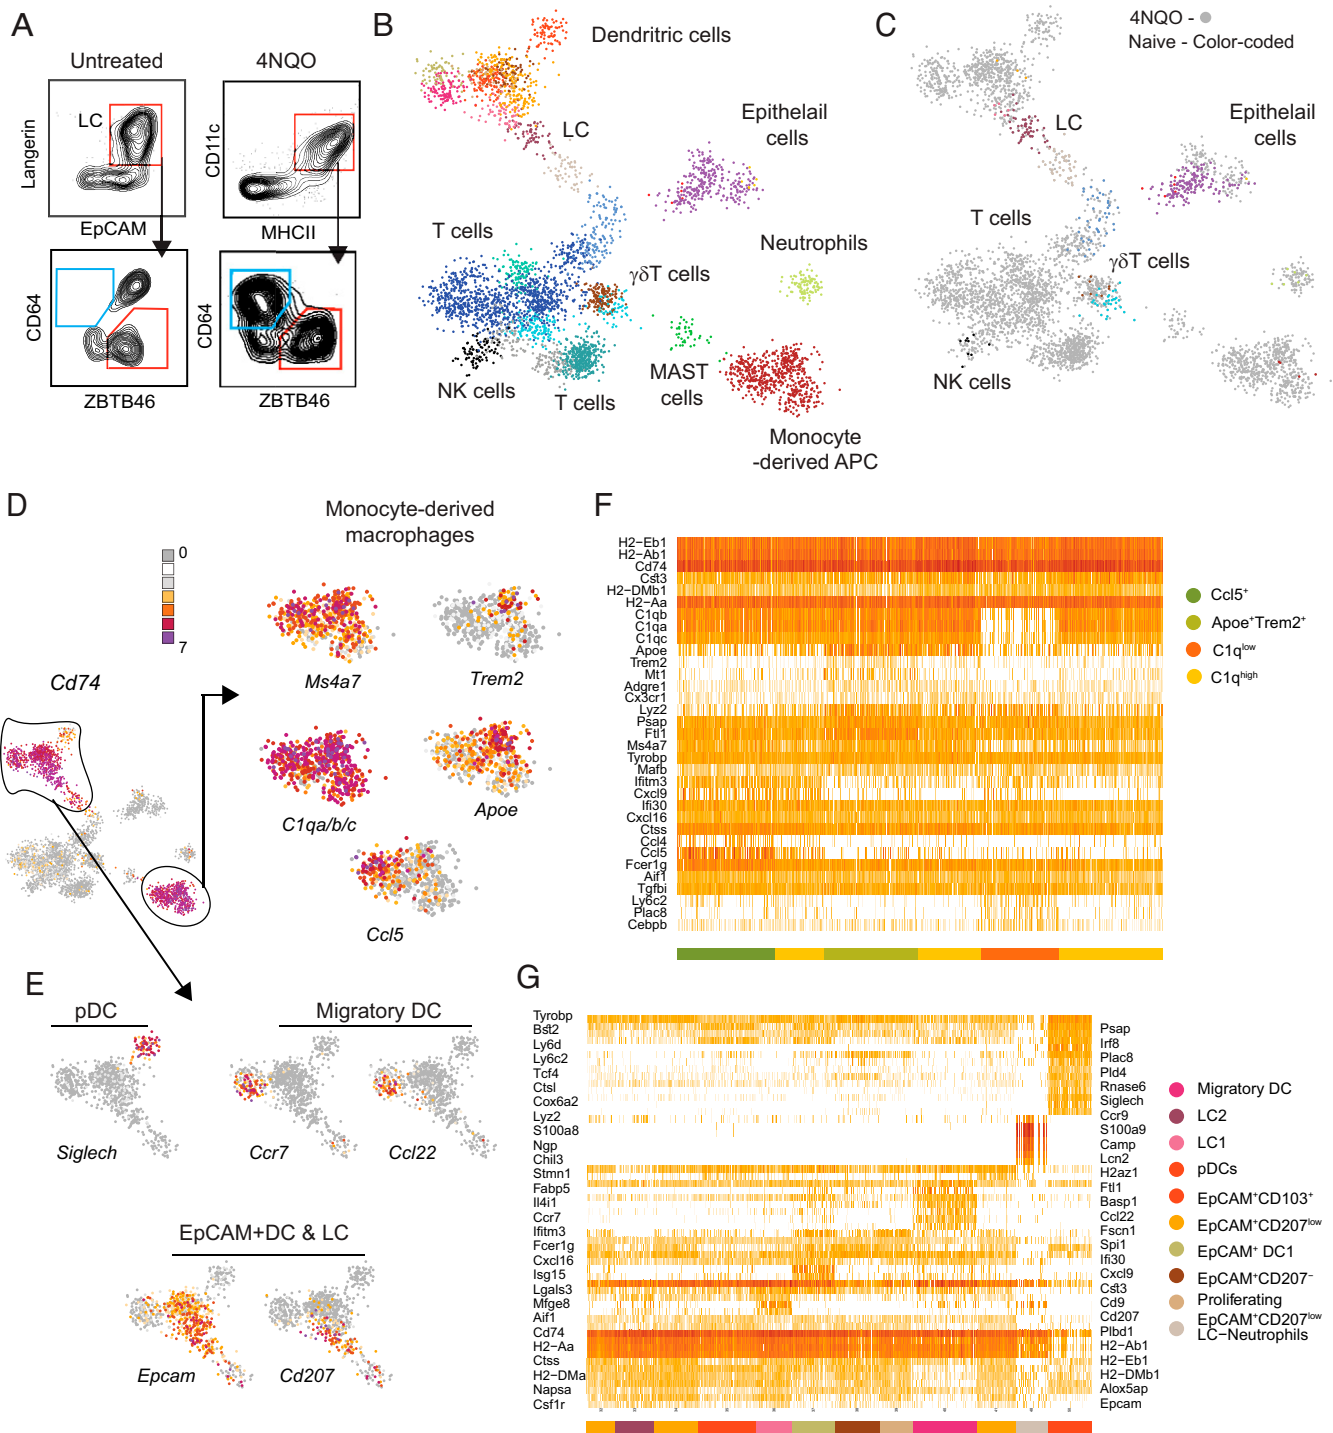 A
Untreated
4NQO
LC
Langerin
EpCAM
CD11c
MHCII
CD64
ZBTB46
CD64
ZBTB46
B
Dendritric cells
LC
Epithelail
cells
T cells
Neutrophils
γδT cells
NK cells
T cells
MAST
cells
Monocyte
-derived APC
C
4NQO -
Naive - Color-coded
LC
Epithelail
cells
T cells
γδT cells
NK cells
D
0
7
Cd74
Monocyte-derived
macrophages
Ms4a7
Trem2
C1qa/b/c
Apoe
Ccl5
E
pDC
Migratory DC
Siglech
Ccr7
Ccl22
EpCAM+DC & LC
Epcam
Cd207
F
H2-Eb1
H2-Ab1
Cd74
Cst3
H2-DMb1
H2-Aa
C1qb
C1qa
C1qc
Apoe
Trem2
Mt1
Adgre1
Cx3cr1
Lyz2
Psap
Ftl1
Ms4a7
Tyrobp
Mafb
Ifitm3
Cxcl9
Ifi30
Cxcl16
Ctss
Ccl4
Ccl5
Fcer1g
Aif1
Tgfbi
Ly6c2
Plac8
Cebpb
Ccl5+
Apoe+Trem2+
C1qlow
C1qhigh
G
Tyrobp
Bst2
Ly6d
Ly6c2
Tcf4
Ctsl
Cox6a2
Lyz2
S100a8
Ngp
Chil3
Stmn1
Fabp5
Il4i1
Ccr7
Ifitm3
Fcer1g
Cxcl16
Isg15
Lgals3
Mfge8
Aif1
Cd74
H2-Aa
Ctss
H2-DMa
Napsa
Csf1r
Psap
Irf8
Plac8
Pld4
Rnase6
Siglech
Ccr9
S100a9
Camp
Lcn2
H2az1
Ftl1
Basp1
Ccl22
Fscn1
Spi1
Ifi30
Cxcl9
Cst3
Cd9
Cd207
Plbd1
H2-Ab1
H2-Eb1
H2-DMb1
Alox5ap
Epcam
Migratory DC
LC2
LC1
pDCs
EpCAM+CD103+
EpCAM+CD207low
EpCAM+ DC1
EpCAM+CD207−
Proliferating
EpCAM+CD207low
LC−Neutrophils